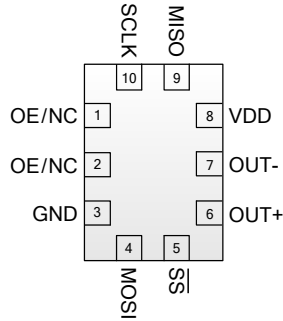 SCLK
MISO
10
9
OE/NC 1
8 VDD
OE/NC 2
7 OUT-
GND 3
6 OUT+
4
5
MOSI
SS